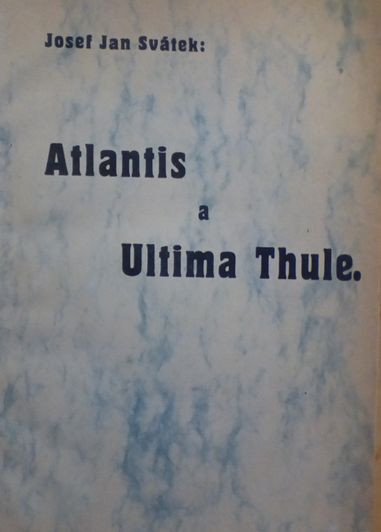 Josef Jan Svátek:
Atlantis
a
Ultima Thule.